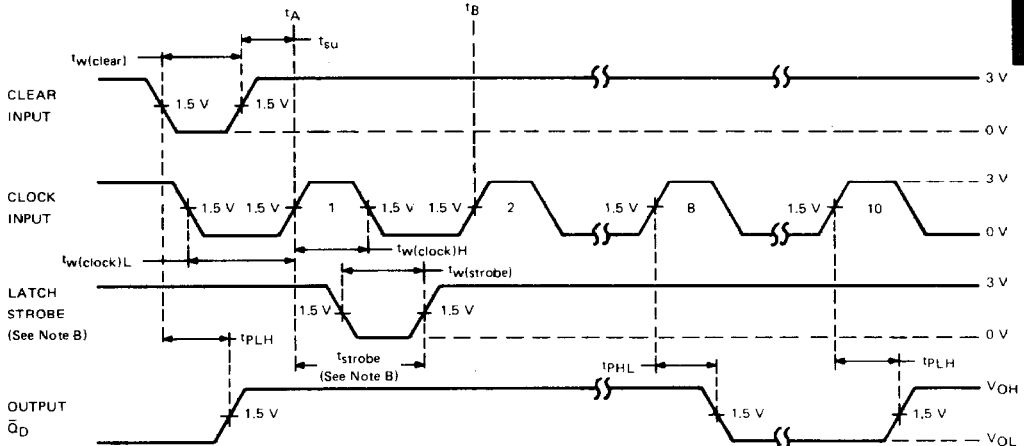 tA
tB
tsu
tw(clear)
CLEAR
INPUT
1.5 V
1.5 V
3 V
0 V
CLOCK
INPUT
1.5 V
1.5 V
1
1.5 V
1.5 V
2
1.5 V
8
1.5 V
10
3 V
0 V
tw(clock)L
tw(clock)H
tw(strobe)
LATCH
STROBE
(See Note B)
1.5 V
1.5 V
3 V
0 V
tPLH
tstrobe
(See Note B)
tPHL
tPLH
OUTPUT
Q̅D
1.5 V
1.5 V
1.5 V
VOH
VOL